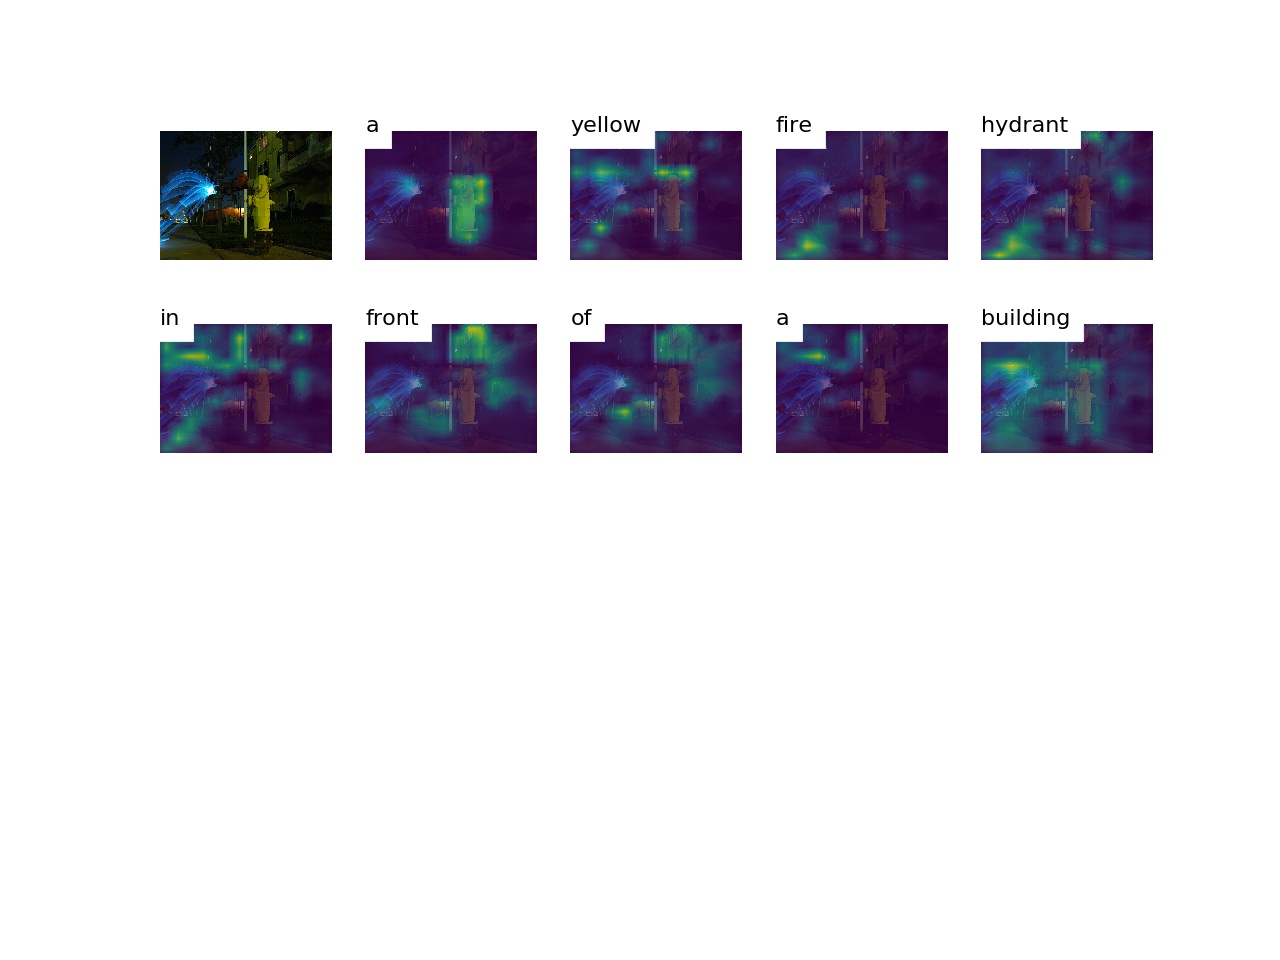 a yellow fire hydrant
in front of a building